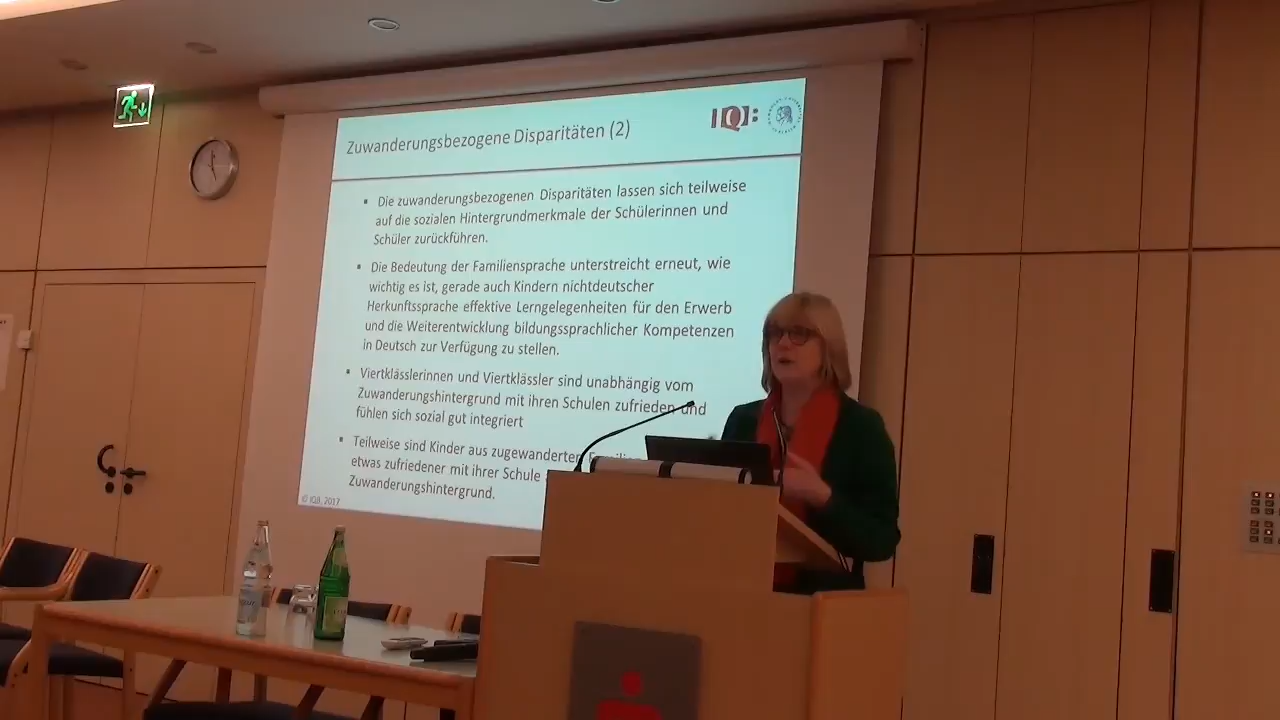 Zuwanderungsbezogene Disparitäten (2)
IQB
Die zuwanderungsbezogenen Disparitäten lassen sich teilweise
auf die sozialen Hintergrundmerkmale der Schülerinnen und
Schüler zurückführen.
Die Bedeutung der Familiensprache unterstreicht erneut, wie
wichtig es ist, gerade auch Kindern nichtdeutscher
Herkunftssprache effektive Lerngelegenheiten für den Erwerb
und die Weiterentwicklung bildungssprachlicher Kompetenzen
in Deutsch zur Verfügung zu stellen.
Viertklässlerinnen und Viertklässler sind unabhängig vom
Zuwanderungshintergrund mit ihren Schulen zufrieden und
fühlen sich sozial gut integriert
Teilweise sind Kinder aus zugewanderten
etwas zufriedener mit ihrer Schule
Zuwanderungshintergrund.
© IQB, 2017